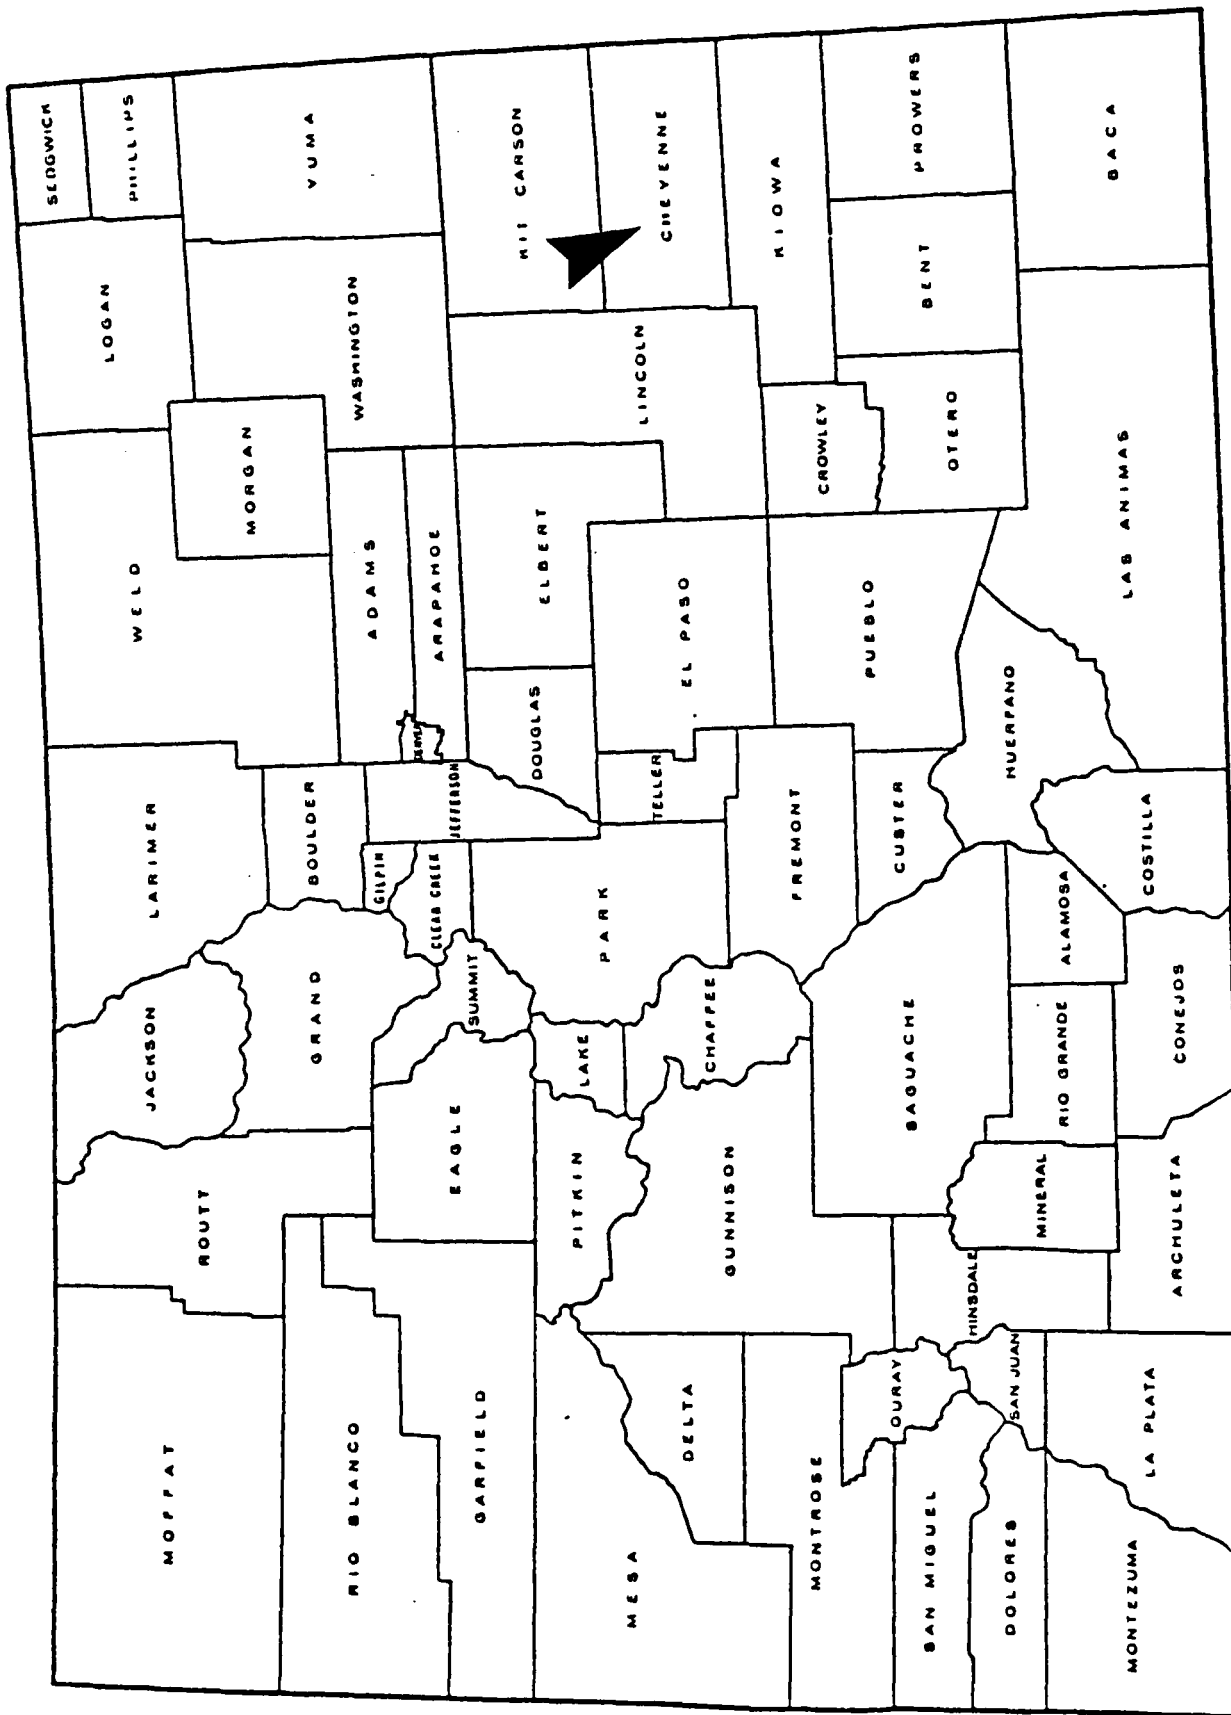 MOFFAT
ROUTT
JACKSON
LARIMER
WELD
LOGAN
SEDGWICK
PHILLIPS
RIO BLANCO
GRAND
BOULDER
MORGAN
WASHINGTON
YUMA
GARFIELD
EAGLE
SUMMIT
GILPIN
CLEAR CREEK
JEFFERSON
DENVER
ADAMS
ARAPAHOE
MESA
PITKIN
LAKE
PARK
DOUGLAS
ELBERT
LINCOLN
KIT CARSON
DELTA
GUNNISON
CHAFFEE
TELLER
EL PASO
CHEYENNE
MONTROSE
OURAY
FREMONT
CROWLEY
KIOWA
SAN MIGUEL
HINSDALE
SAGUACHE
CUSTER
PUEBLO
OTERO
BENT
PROWERS
DOLORES
SAN JUAN
MINERAL
RIO GRANDE
ALAMOSA
HUERFANO
MONTEZUMA
LA PLATA
ARCHULETA
CONEJOS
COSTILLA
LAS ANIMAS
BACA